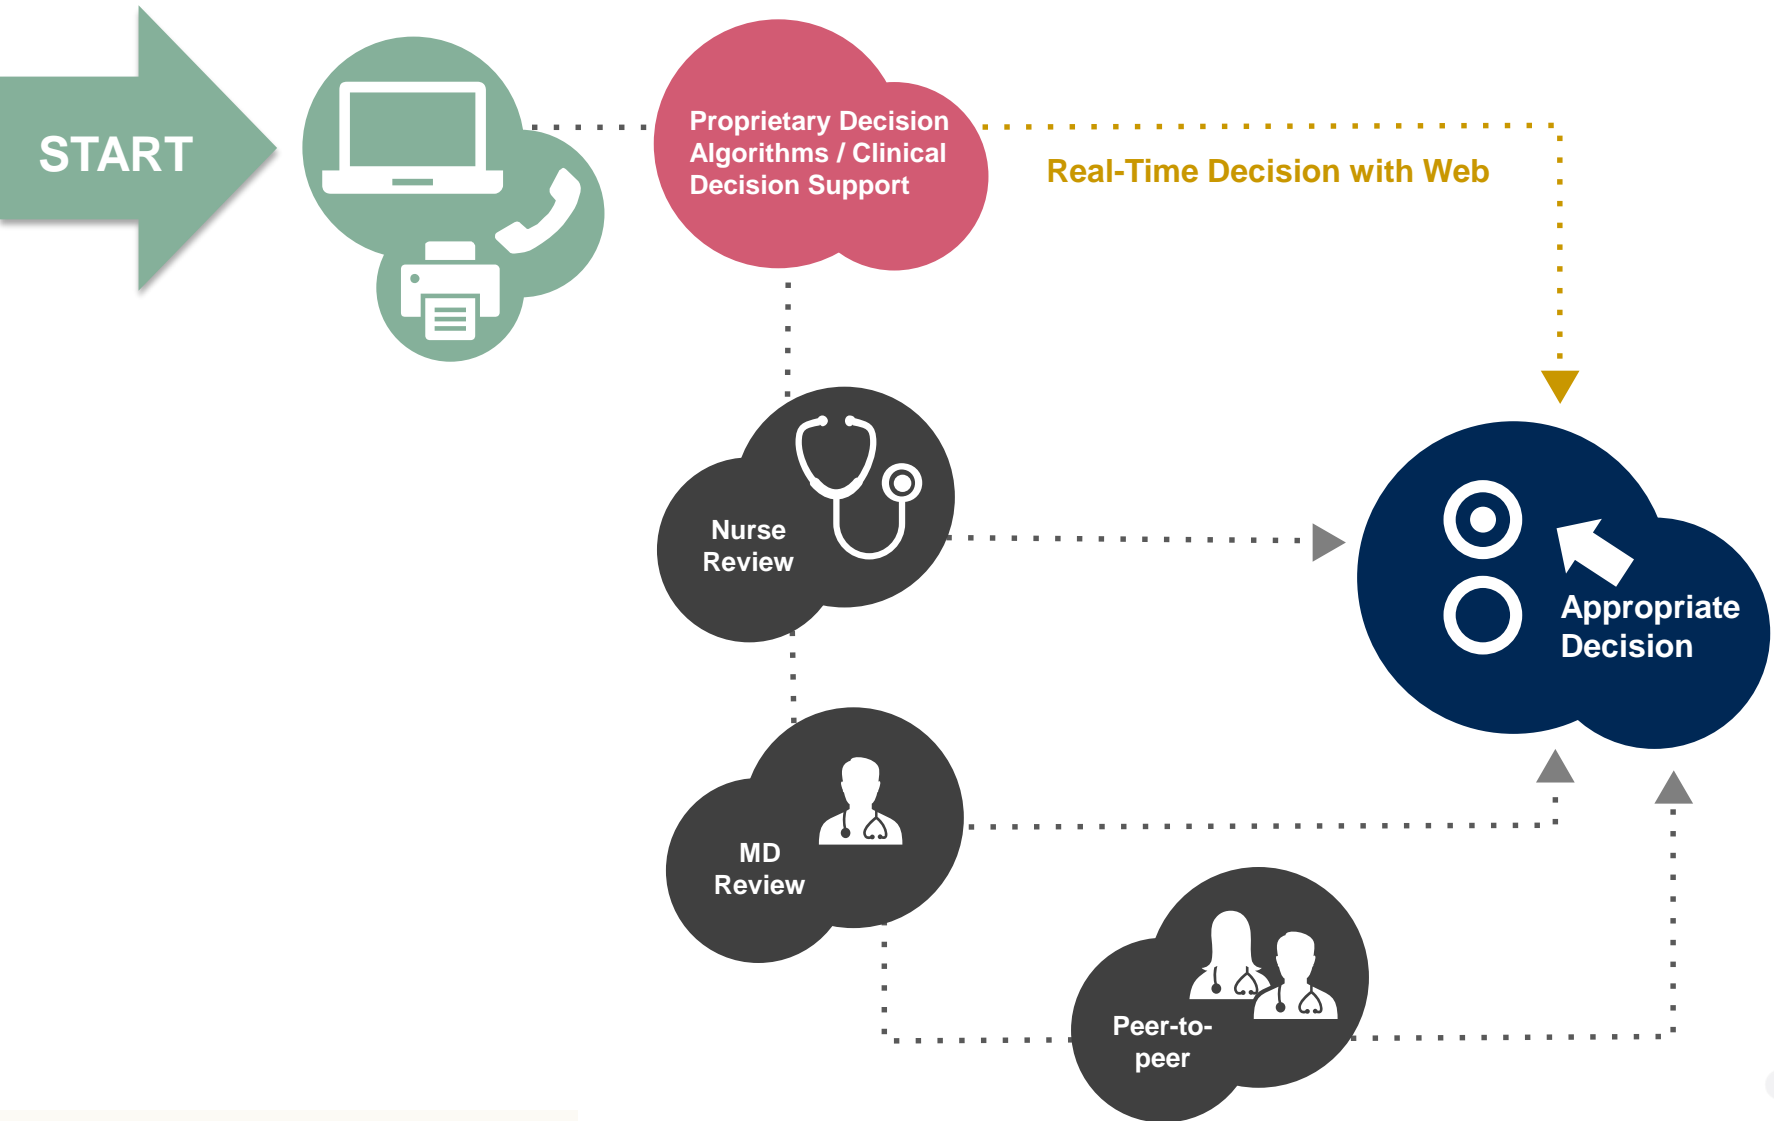 START
Proprietary Decision
Algorithms / Clinical
Decision Support
Real-Time Decision with Web
Nurse
Review
Appropriate
Decision
MD
Review
Peer-to-
peer